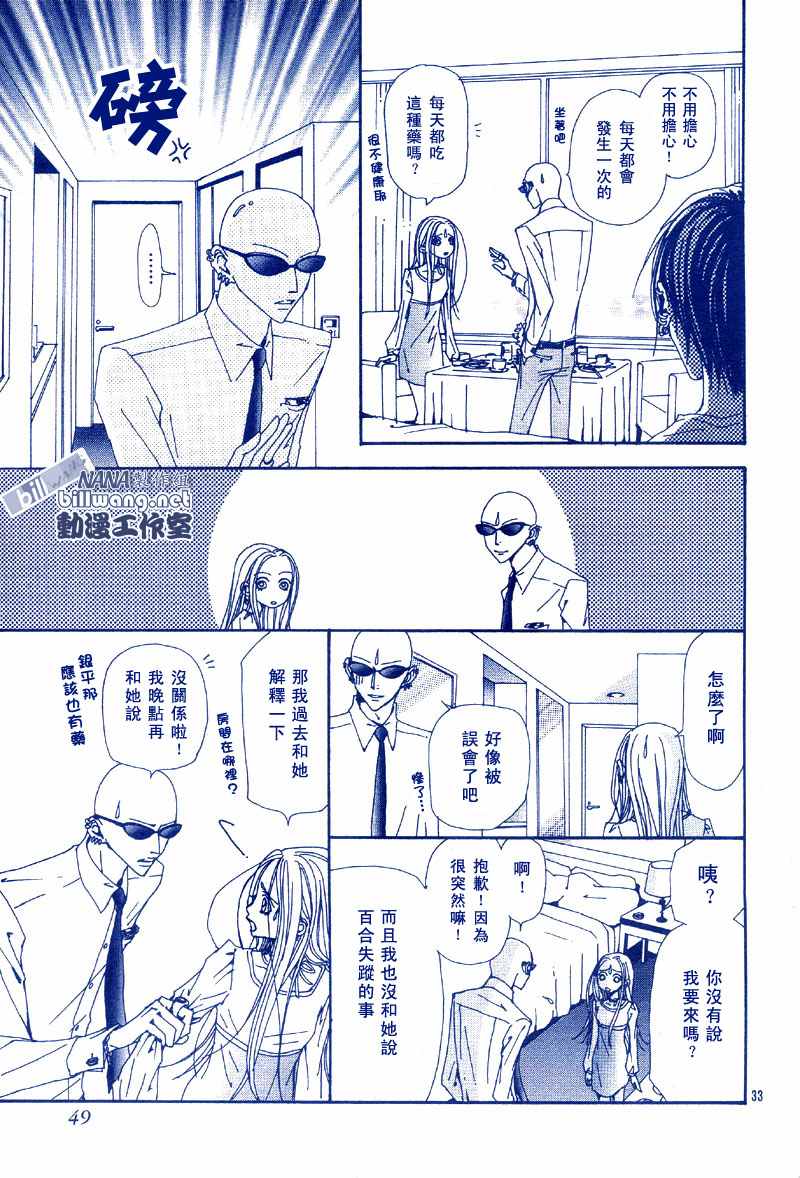 不用擔心
不用擔心！
每天都會
發生一次的
坐著吧
每天都吃
這種藥嗎？
很不健康耶
磅
……
bill
NANA製作組
billwang.net
動漫工作室
怎麼了啊
好像被
誤會了吧
慘了…
那我過去和她
解釋一下
房間在哪裡？
沒關係啦！
我晚點再
和她說
銀平那
應該也有藥
咦？
你沒有說
我要來嗎？
啊！
抱歉！因為
很突然嘛！
而且我也沒和她說
百合失蹤的事
33
49